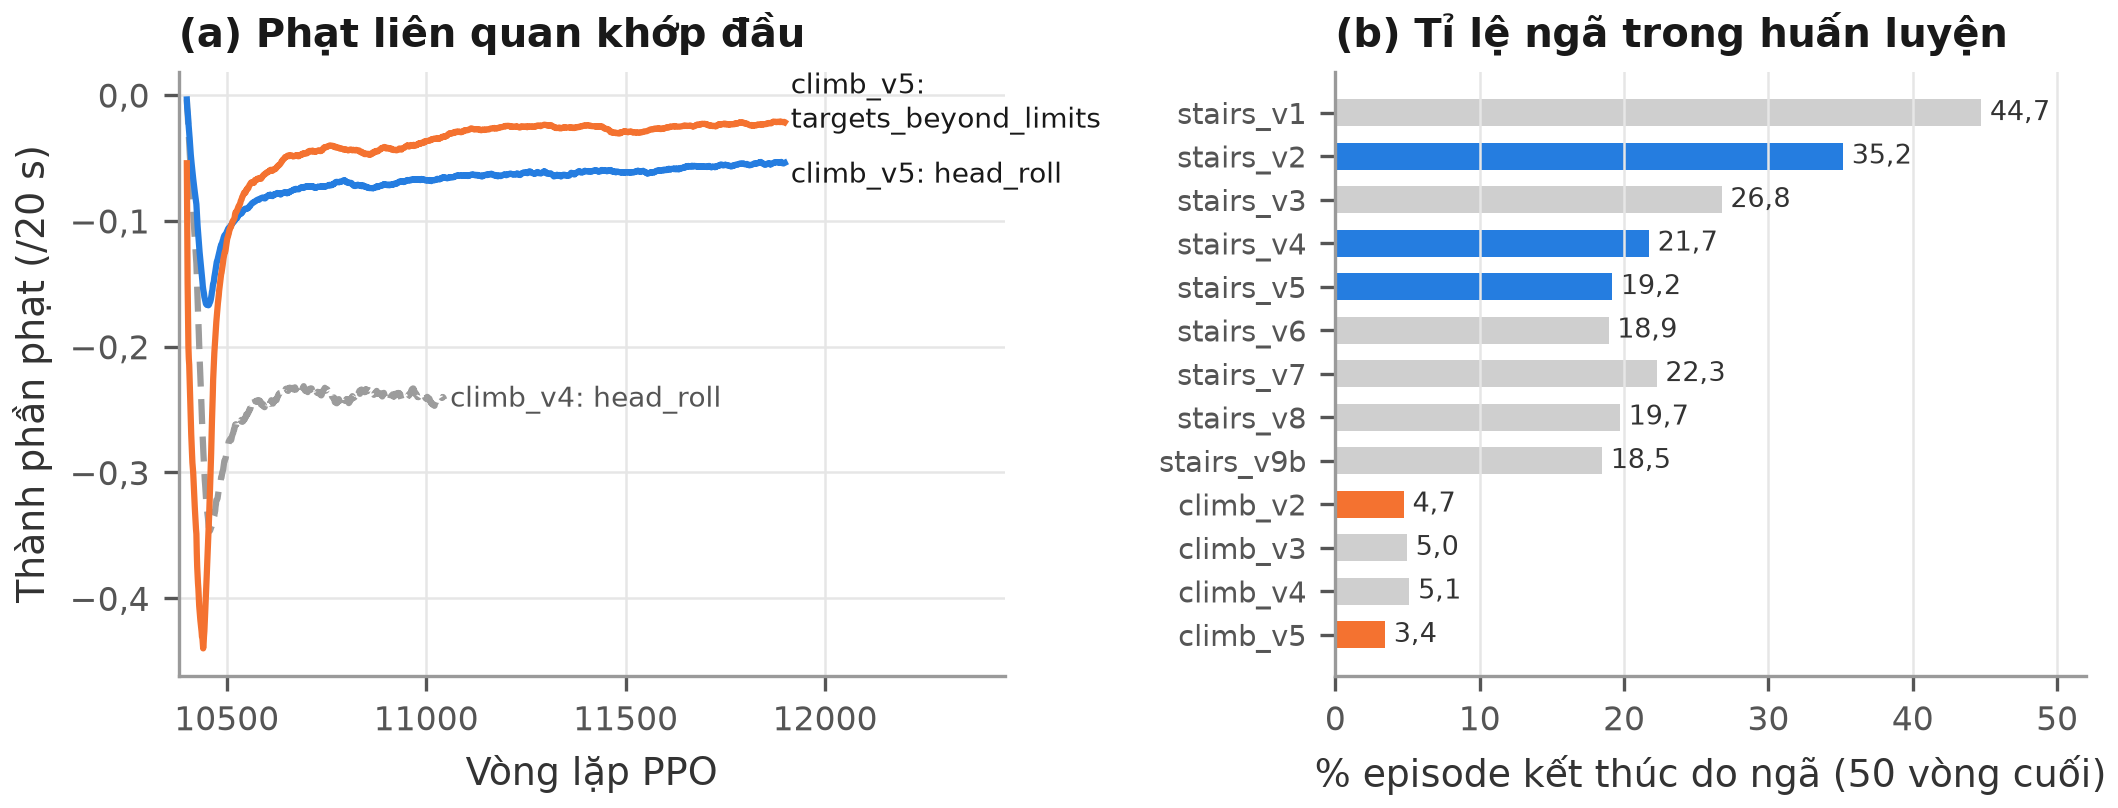 (a) Phạt liên quan khớp đầu
Thành phần phạt (/20 s)
0,0
−0,1
−0,2
−0,3
−0,4
climb_v5:
targets_beyond_limits
climb_v5: head_roll
climb_v4: head_roll
10500
11000
11500
12000
Vòng lặp PPO
(b) Tỉ lệ ngã trong huấn luyện
stairs_v1 44,7
stairs_v2 35,2
stairs_v3 26,8
stairs_v4 21,7
stairs_v5 19,2
stairs_v6 18,9
stairs_v7 22,3
stairs_v8 19,7
stairs_v9b 18,5
climb_v2 4,7
climb_v3 5,0
climb_v4 5,1
climb_v5 3,4
0 10 20 30 40 50
% episode kết thúc do ngã (50 vòng cuối)